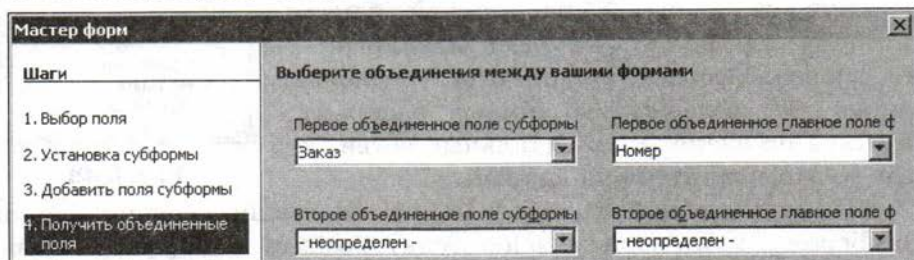 Мастер форм
Шаги
Выберите объединения между вашими формами
1. Выбор поля
Первое объединенное поле субформы
Первое объединенное главное поле ф
Заказ
Номер
2. Установка субформы
3. Добавить поля субформы
4. Получить объединенные
поля
Второе объединенное поле субформы
Второе объединенное главное поле ф
- неопределен -
- неопределен -